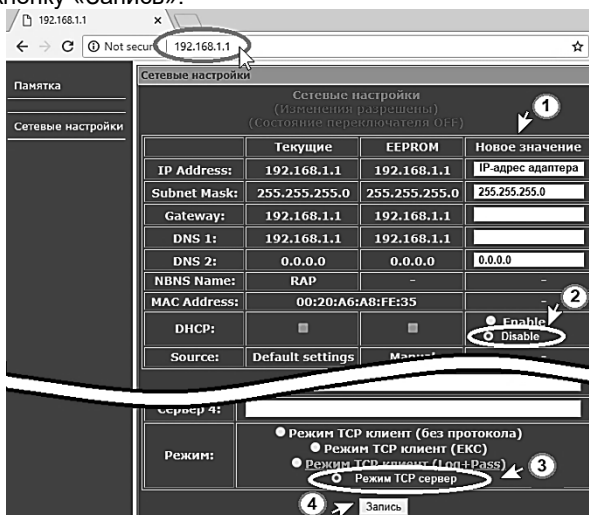 кнопку «Запись».
192.168.1.1
Not secur 192.168.1.1
Памятка
Сетевые настройки
Сетевые настройки
Сетевые настройки
(Изменения разрешены)
(Состояние переключателя OFF)
1
Текущие EEPROM Новое значение
IP Address: 192.168.1.1 192.168.1.1 IP-адрес адаптера
Subnet Mask: 255.255.255.0 255.255.255.0 255.255.255.0
Gateway: 192.168.1.1 192.168.1.1
DNS 1: 192.168.1.1 192.168.1.1
DNS 2: 0.0.0.0 0.0.0.0 0.0.0.0
NBNS Name: RAP - -
MAC Address: 00:20:A6:A8:FE:35 -
2
DHCP: Enable
Disable
Source: Default settings Manual -
Сервер 4:
Режим: Режим TCP клиент (без протокола)
Режим TCP клиент (ЕКС)
Режим TCP клиент (Log+Pass)
Режим TCP сервер
3
4
Запись